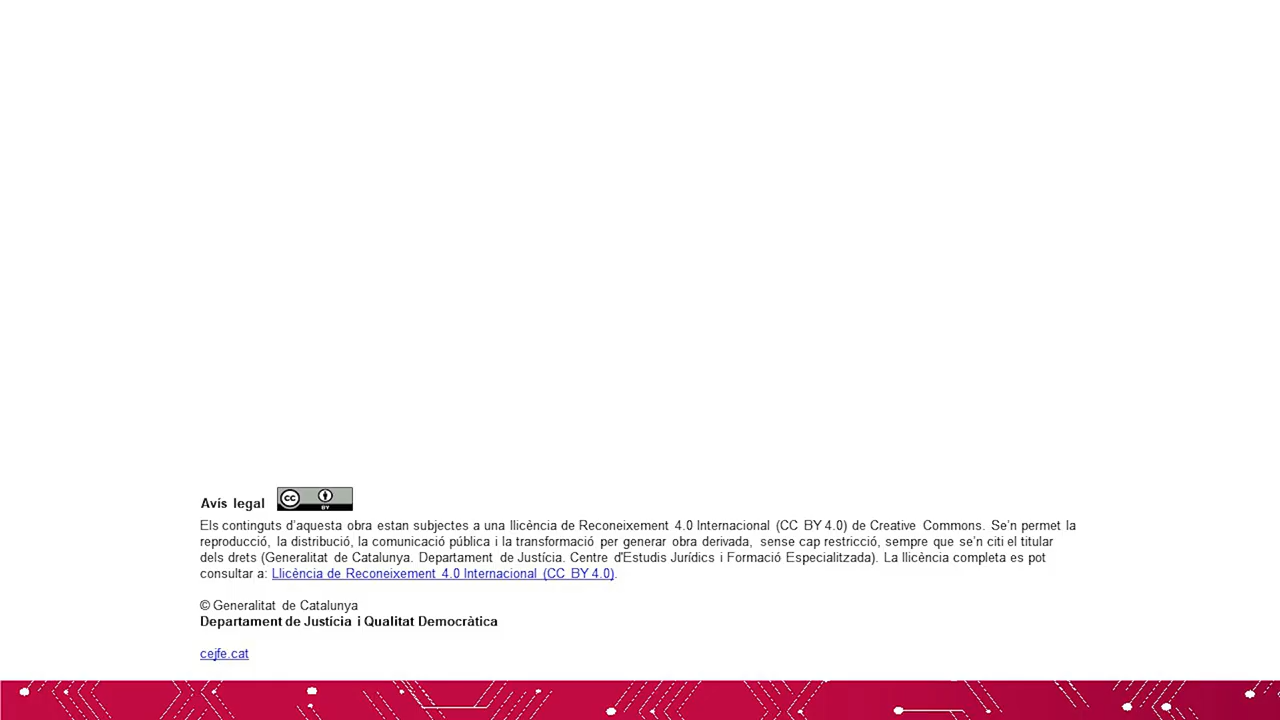 Avís legal
cc BY
Els continguts d’aquesta obra estan subjectes a una llicència de Reconeixement 4.0 Internacional (CC BY 4.0) de Creative Commons. Se’n permet la
reproducció, la distribució, la comunicació pública i la transformació per generar obra derivada, sense cap restricció, sempre que se’n citi el titular
dels drets (Generalitat de Catalunya. Departament de Justícia. Centre d'Estudis Jurídics i Formació Especialitzada). La llicència completa es pot
consultar a: Llicència de Reconeixement 4.0 Internacional (CC BY 4.0).
© Generalitat de Catalunya
Departament de Justícia i Qualitat Democràtica
cejfe.cat